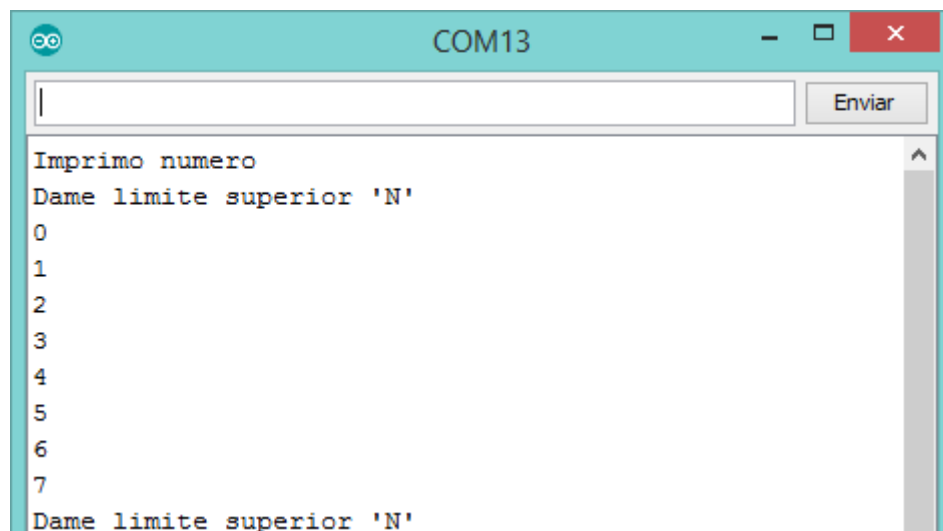 COM13
Enviar
Imprimo numero
Dame limite superior 'N'
0
1
2
3
4
5
6
7
Dame limite superior 'N'